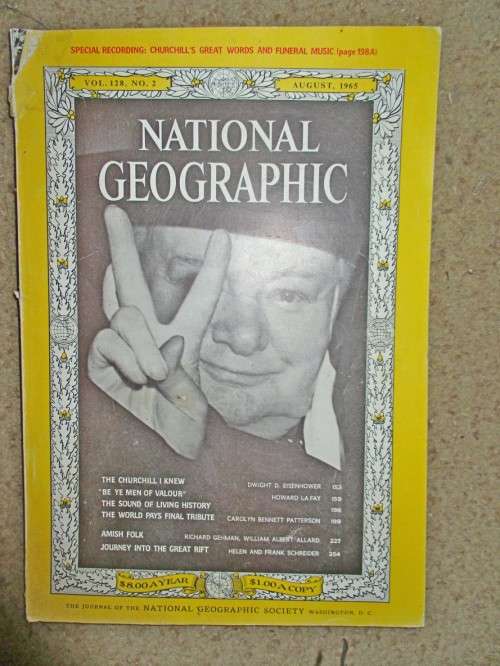 SPECIAL RECORDING: CHURCHILL'S GREAT WORDS AND FUNERAL MUSIC (page 198A)
VOL. 128, NO. 2 AUGUST, 1965
NATIONAL
GEOGRAPHIC
THE CHURCHILL I KNEW DWIGHT D. EISENHOWER 153
"BE YE MEN OF VALOUR" HOWARD LA FAY 159
THE SOUND OF LIVING HISTORY 198
THE WORLD PAYS FINAL TRIBUTE CAROLYN BENNETT PATTERSON 199
AMISH FOLK RICHARD GEHMAN, WILLIAM ALBERT ALLARD 227
JOURNEY INTO THE GREAT RIFT HELEN AND FRANK SCHREIDER 254
$8.00 A YEAR $1.00 A COPY
THE JOURNAL OF THE NATIONAL GEOGRAPHIC SOCIETY WASHINGTON, D. C.